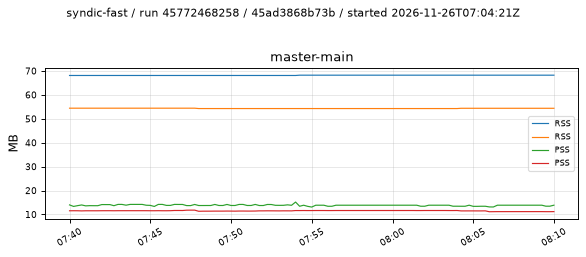 syndic-fast / run 45772468258 / 45ad3868b73b / started 2026-11-26T07:04:21Z
master-main
MB
70
60
50
40
30
20
10
RSS
RSS
PSS
PSS
07:40
07:45
07:50
07:55
08:00
08:05
08:10